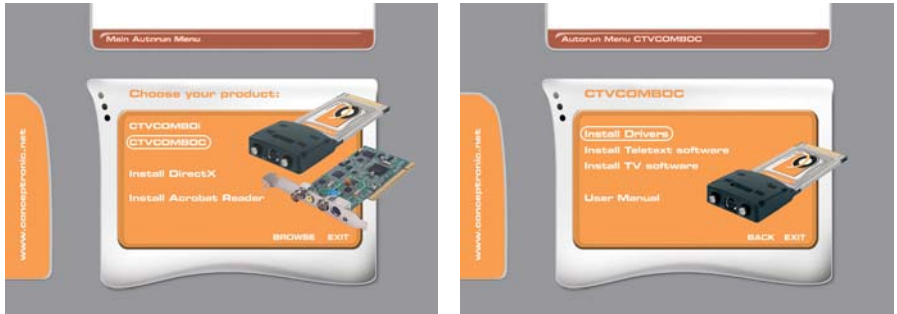 Main Autorun Menu
www.conceptronic.net
Choose your product:
CTVCOMBOi
CTVCOMBOC
Install DirectX
Install Acrobat Reader
BROWSE EXIT
Autorun Menu CTVCOMBOC
www.conceptronic.net
CTVCOMBOC
Install Drivers
Install Teletext software
Install TV software
User Manual
BACK EXIT